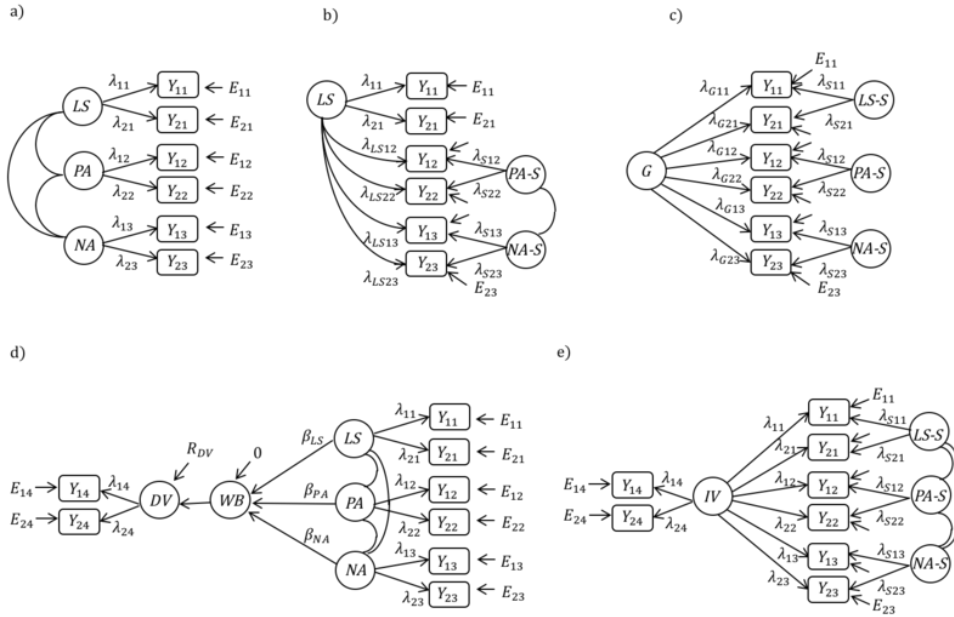 a)
λ₁₁ Y₁₁ E₁₁
LS
λ₂₁ Y₂₁ E₂₁
λ₁₂ Y₁₂ E₁₂
PA
λ₂₂ Y₂₂ E₂₂
λ₁₃ Y₁₃ E₁₃
NA
λ₂₃ Y₂₃ E₂₃
b)
λ₁₁ Y₁₁ E₁₁
LS
λ₂₁ Y₂₁ E₂₁
λLS12 Y₁₂ λS12
PA-S
λLS22 Y₂₂ λS22
λLS13 Y₁₃ λS13
NA-S
λLS23 Y₂₃ λS23
E₂₃
c)
E₁₁
λG11 Y₁₁ λS11
LS-S
λG21 Y₂₁ λS21
λG12 Y₁₂ λS12
G PA-S
λG22 Y₂₂ λS22
λG13 Y₁₃ λS13
NA-S
λG23 Y₂₃ λS23
E₂₃
d)
λ₁₁ Y₁₁ E₁₁
βLS LS
λ₂₁ Y₂₁ E₂₁
RDV 0
E₁₄ Y₁₄ λ₁₄
DV WB βPA PA
λ₁₂ Y₁₂ E₁₂
E₂₄ Y₂₄ λ₂₄
λ₂₂ Y₂₂ E₂₂
βNA NA
λ₁₃ Y₁₃ E₁₃
λ₂₃ Y₂₃ E₂₃
e)
E₁₁
λ₁₁ Y₁₁ λS11
LS-S
λ₂₁ Y₂₁ λS21
E₁₄ Y₁₄ λ₁₄
IV
λ₁₂ Y₁₂ λS12
PA-S
E₂₄ Y₂₄ λ₂₄
λ₂₂ Y₂₂ λS22
λ₁₃ Y₁₃ λS13
NA-S
λ₂₃ Y₂₃ λS23
E₂₃